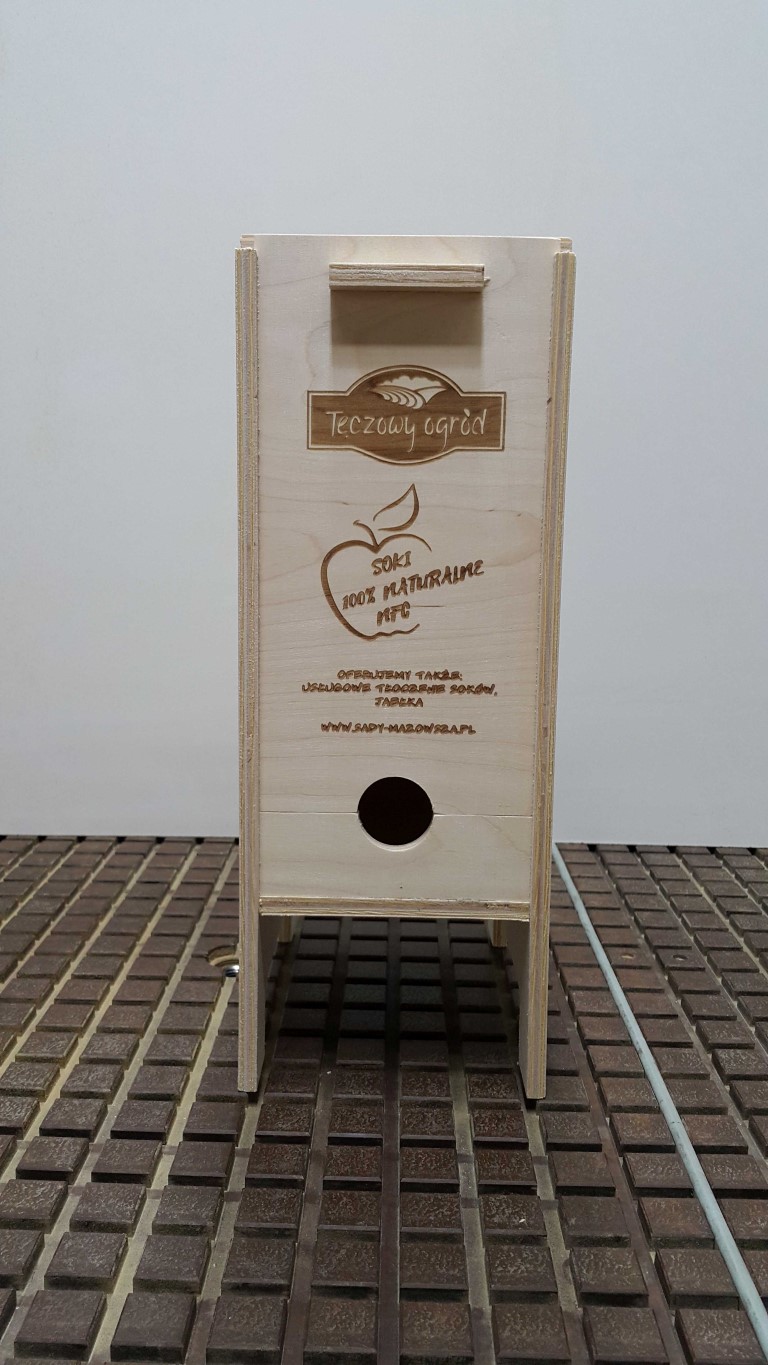 Tęczowy ogród
SOKI
100% NATURALNE
NFC
OFERUJEMY TAKŻE:
USŁUGOWE TŁOCZENIE SOKÓW,
JABŁKA
WWW.SADY-MAZOWSZA.PL